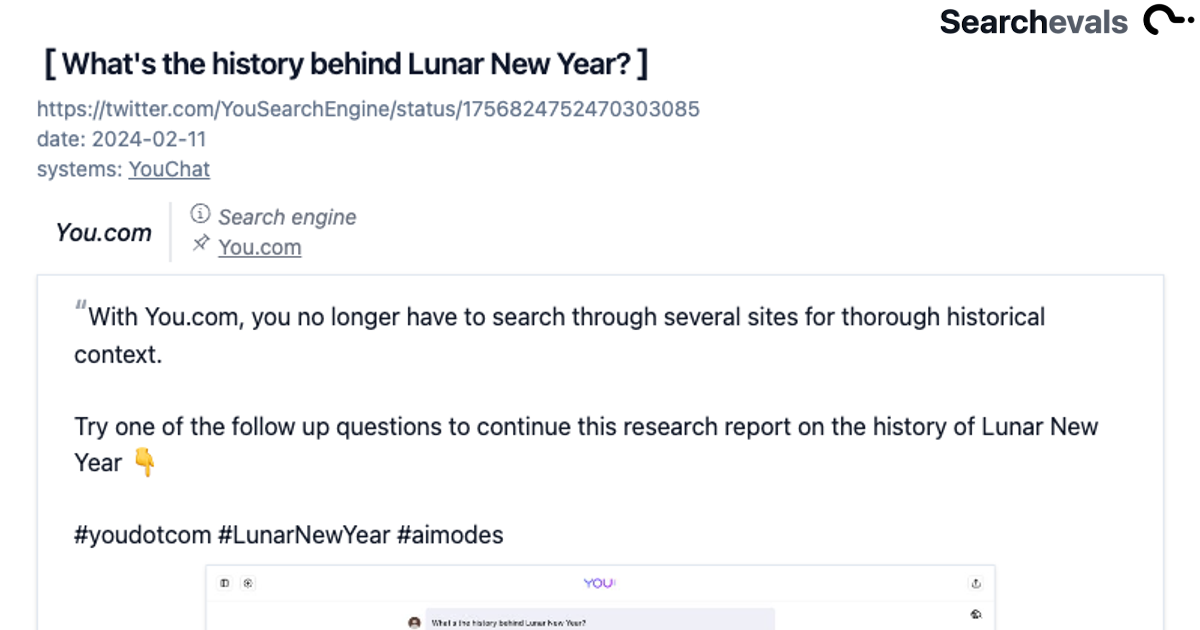 Searchevals
[ What's the history behind Lunar New Year? ]
https://twitter.com/YouSearchEngine/status/1756824752470303085
date: 2024-02-11
systems: YouChat
You.com
Search engine
You.com
"With You.com, you no longer have to search through several sites for thorough historical
context.
Try one of the follow up questions to continue this research report on the history of Lunar New
Year 👇
#youdotcom #LunarNewYear #aimodes
YOU
What's the history behind Lunar New Year?